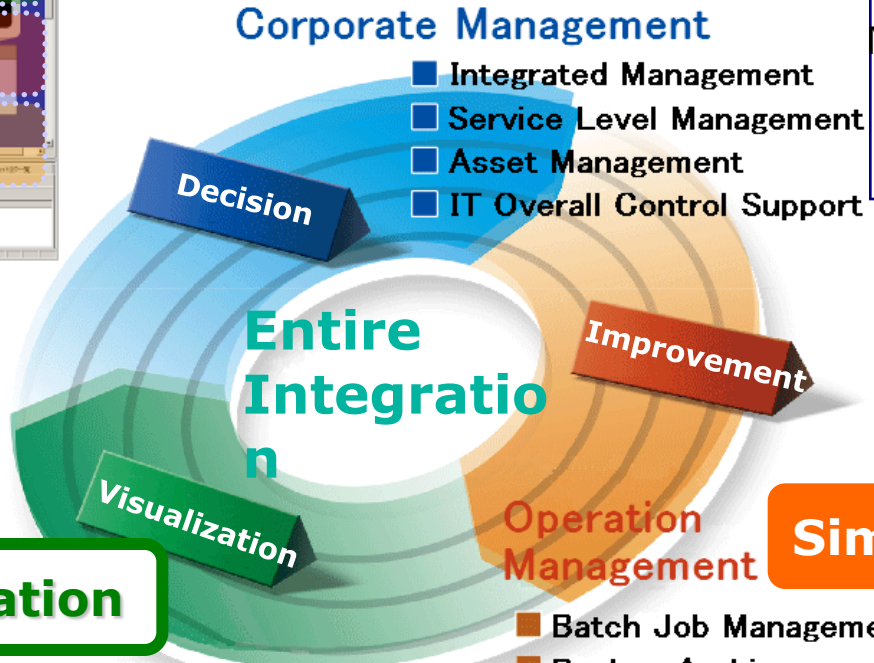 Corporate Management
Integrated Management
Service Level Management
Asset Management
IT Overall Control Support
Decision
Entire
Integratio
n
Improvement
Visualization
Operation
Management
Sim
ation
Batch Job Manageme